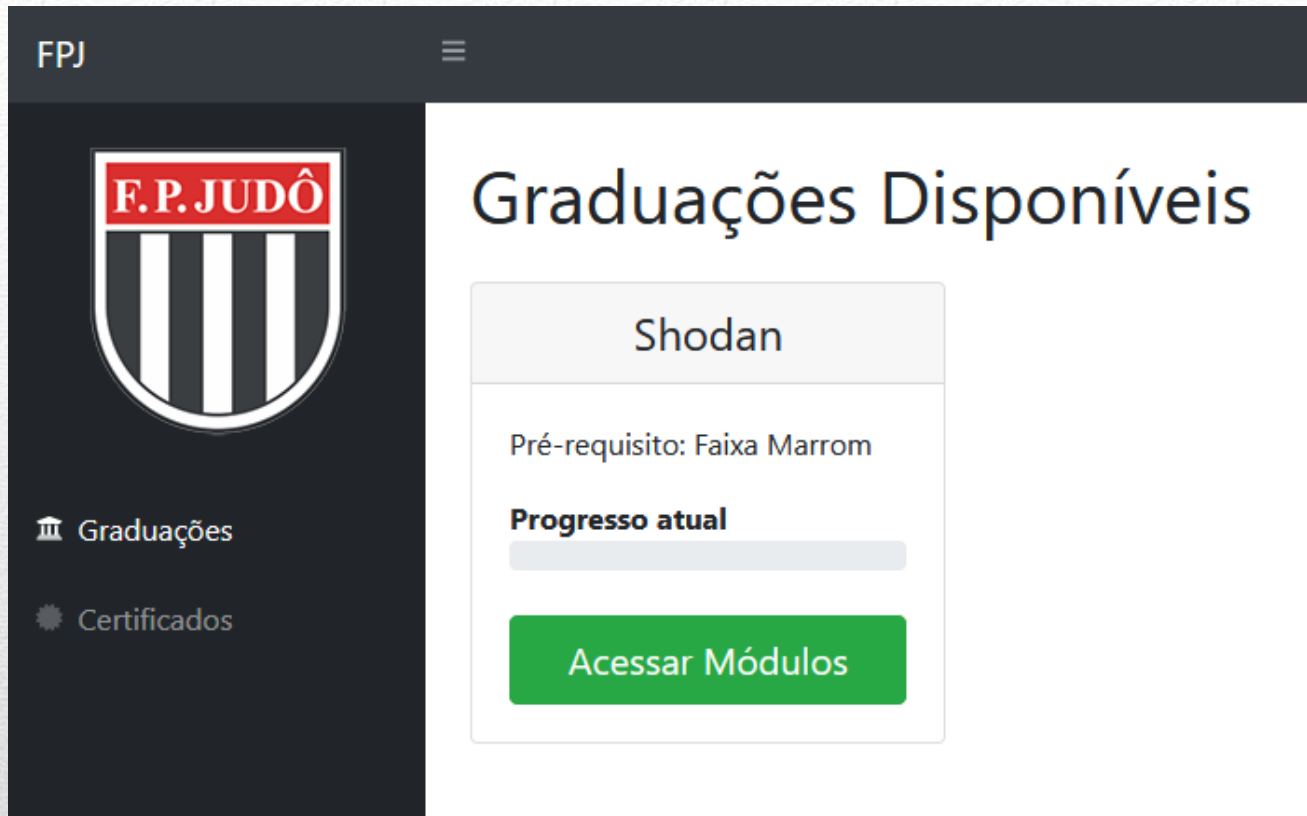 FPJ
F. P. JUDÔ
Graduações
Certificados
Graduações Disponíveis
Shodan
Pré-requisito: Faixa Marrom
Progresso atual
Acessar Módulos